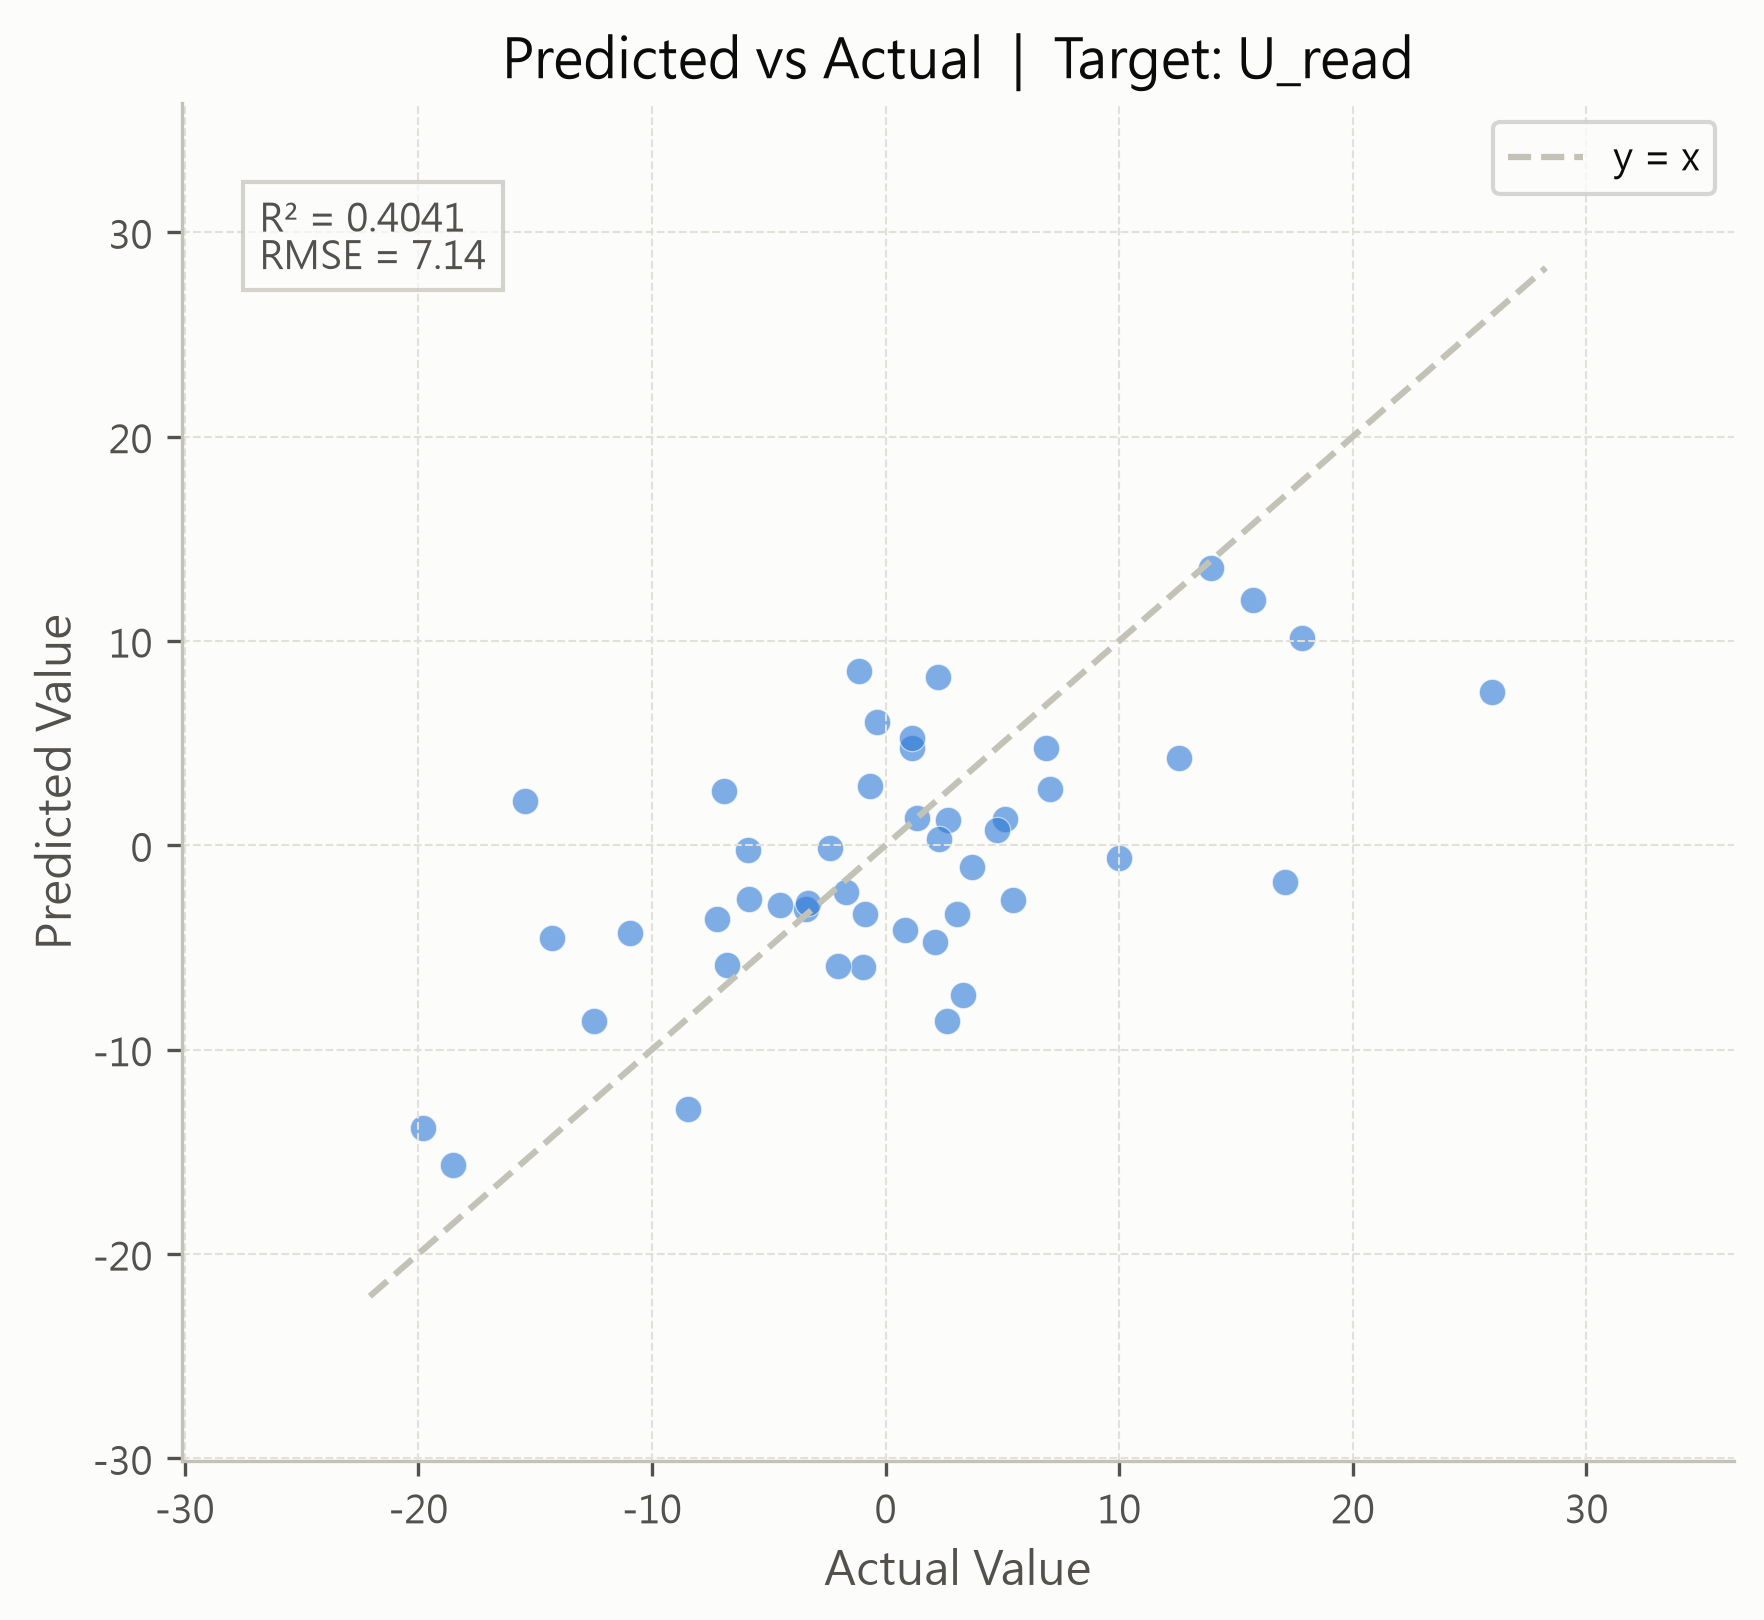 Predicted vs Actual | Target: U_read
y = x
R² = 0.4041
RMSE = 7.14
Predicted Value
30
20
10
0
-10
-20
-30
-30 -20 -10 0 10 20 30
Actual Value